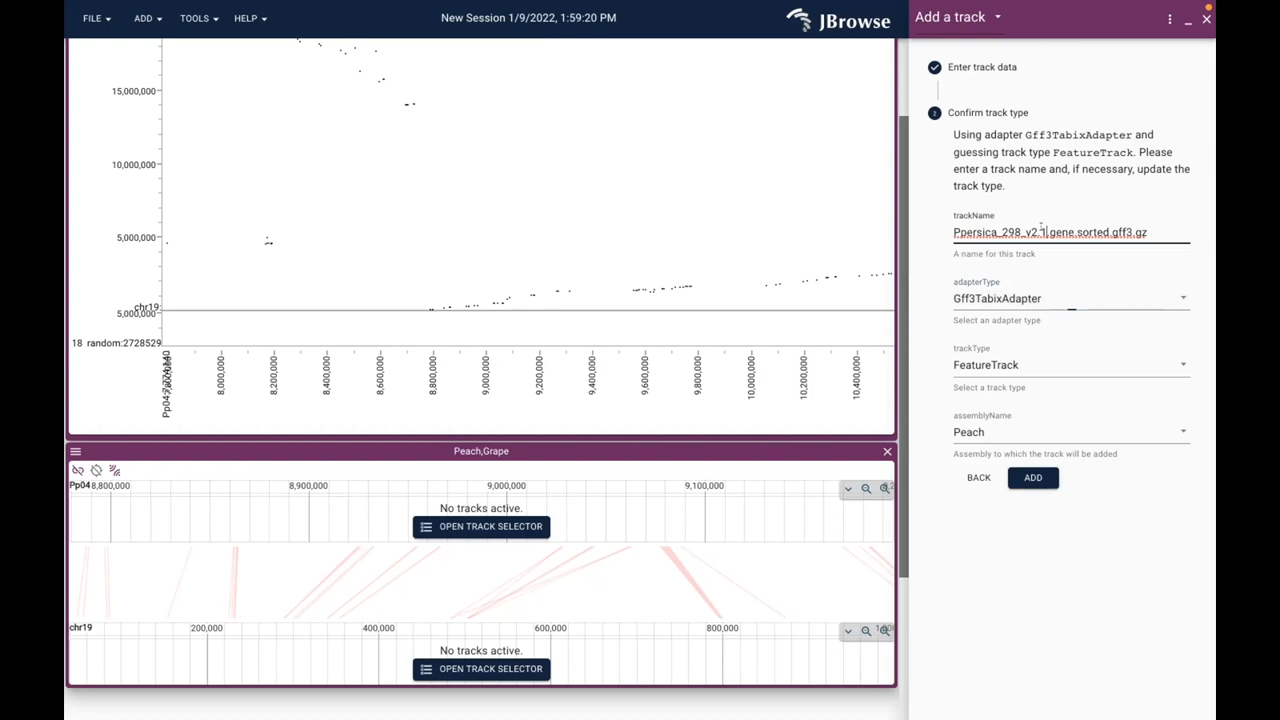 FILE ADD TOOLS HELP New Session 1/9/2022, 1:59:20 PM JBrowse
Add a track
Enter track data
2 Confirm track type
Using adapter Gff3TabixAdapter and
guessing track type FeatureTrack. Please
enter a track name and, if necessary, update the
track type.
trackName
Ppersica_298_v2.1.gene.sorted.gff3.gz
A name for this track
adapterType
Gff3TabixAdapter
Select an adapter type
trackType
FeatureTrack
Select a track type
assemblyName
Peach
Assembly to which the track will be added
BACK ADD
15,000,000
10,000,000
5,000,000
chr19:
5,000,000
18_random:2728529
8,000,000 8,200,000 8,400,000 8,600,000 8,800,000 9,000,000 9,200,000 9,400,000 9,600,000 9,800,000 10,000,000 10,200,000 10,400,000
Peach,Grape
Pp04 8,800,000 8,900,000 9,000,000 9,100,000
No tracks active.
OPEN TRACK SELECTOR
chr19 200,000 400,000 600,000 800,000
No tracks active.
OPEN TRACK SELECTOR